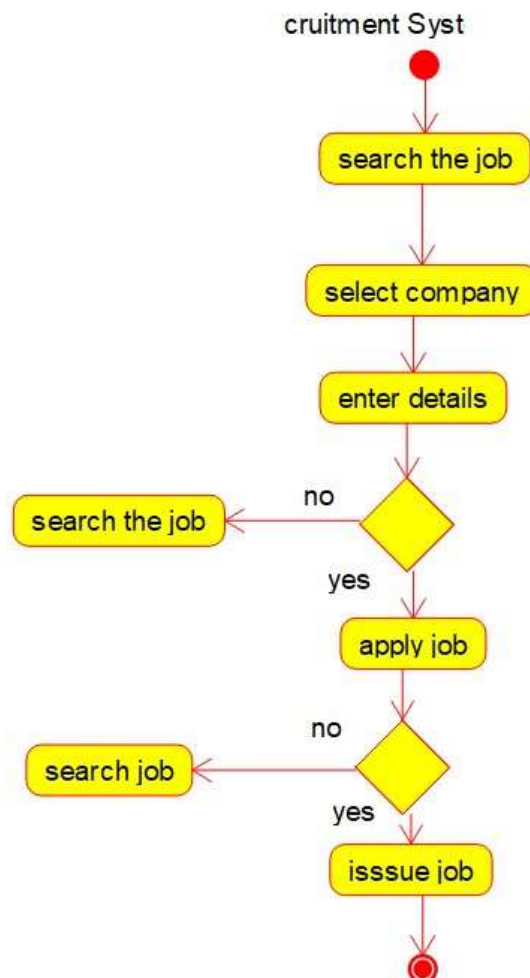 cruitment Syst
search the job
select company
enter details
no
search the job
yes
apply job
no
search job
yes
isssue job